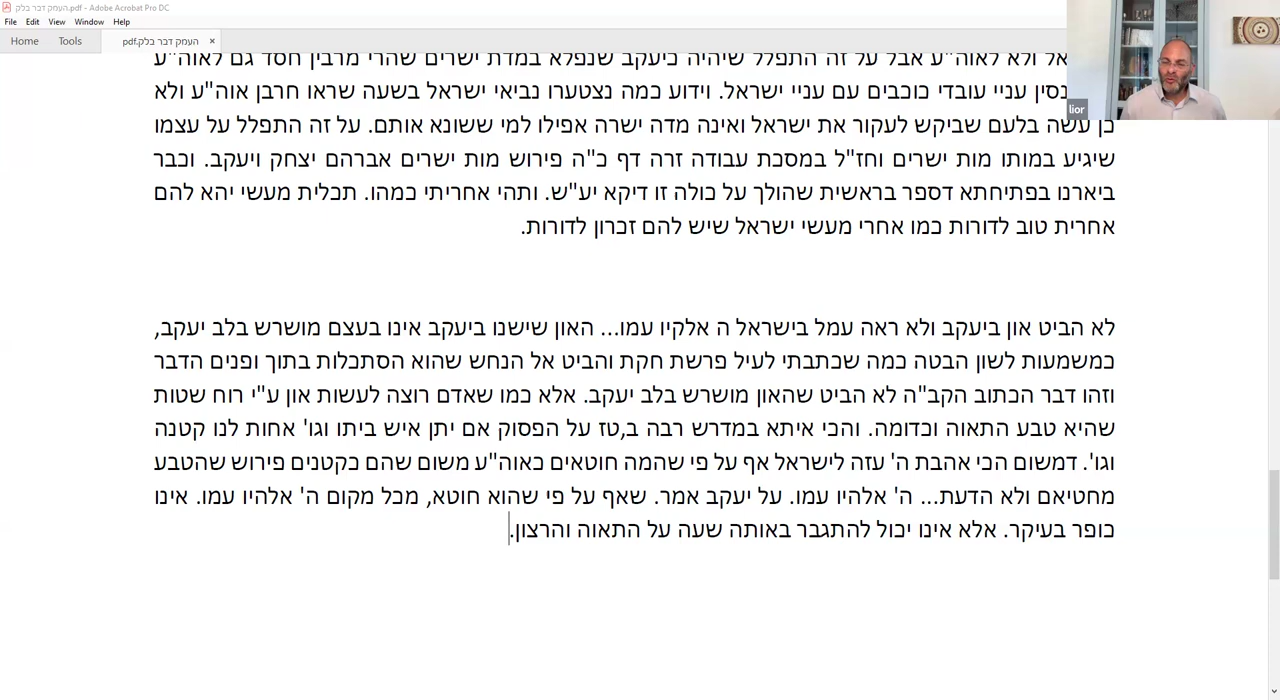 העמק דבר בלק.pdf - Adobe Acrobat Pro DC
File Edit View Window Help
Home Tools העמק דבר בלק.pdf ×
אל ולא לאוה"ע אבל על זה התפלל שיהיה כיעקב שנפלא במדת ישרים שהרי מרבין חסד גם לאוה"ע
נסין עניי עובדי כוכבים עם עניי ישראל. וידוע כמה נצטערו נביאי ישראל בשעה שראו חרבן אוה"ע ולא
lior
כן עשה בלעם שביקש לעקור את ישראל ואינה מדה ישרה אפילו למי ששונא אותם. על זה התפלל על עצמו
שיגיע במותו מות ישרים וחז"ל במסכת עבודה זרה דף כ"ה פירוש מות ישרים אברהם יצחק ויעקב. וכבר
ביארנו בפתיחתא דספר בראשית שהולך על כולה זו דיקא יע"ש. ותהי אחריתי כמהו. תכלית מעשי יהא להם
אחרית טוב לדורות כמו אחרי מעשי ישראל שיש להם זכרון לדורות.
לא הביט און ביעקב ולא ראה עמל בישראל ה אלקיו עמו... האון שישנו ביעקב אינו בעצם מושרש בלב יעקב,
כמשמעות לשון הבטה כמה שכתבתי לעיל פרשת חקת והביט אל הנחש שהוא הסתכלות בתוך ופנים הדבר
וזהו דבר הכתוב הקב"ה לא הביט שהאון מושרש בלב יעקב. אלא כמו שאדם רוצה לעשות און ע"י רוח שטות
שהיא טבע התאוה וכדומה. והכי איתא במדרש רבה ב,טז על הפסוק אם יתן איש ביתו וגו' אחות לנו קטנה
וגו'. דמשום הכי אהבת ה' עזה לישראל אף על פי שהמה חוטאים כאוה"ע משום שהם כקטנים פירוש שהטבע
מחטיאם ולא הדעת... ה' אלהיו עמו. על יעקב אמר. שאף על פי שהוא חוטא, מכל מקום ה' אלהיו עמו. אינו
כופר בעיקר. אלא אינו יכול להתגבר באותה שעה על התאוה והרצון.